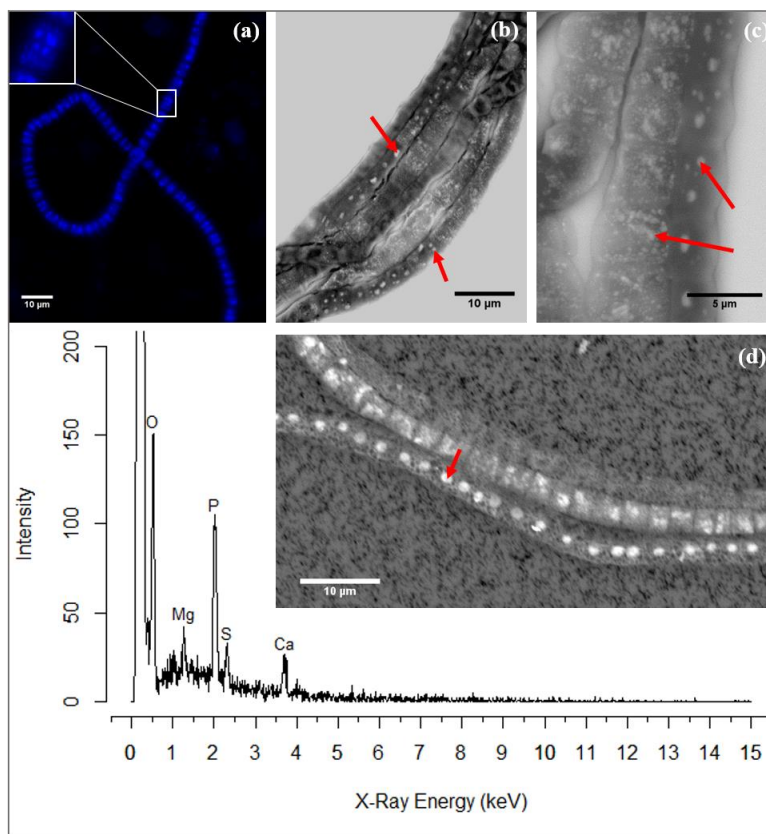 (a)
(b)
(c)
10 µm
10 µm
5 µm
(d)
10 µm
200
150
100
50
0
Intensity
O
Mg
P
S
Ca
0 1 2 3 4 5 6 7 8 9 10 11 12 13 14 15
X-Ray Energy (keV)